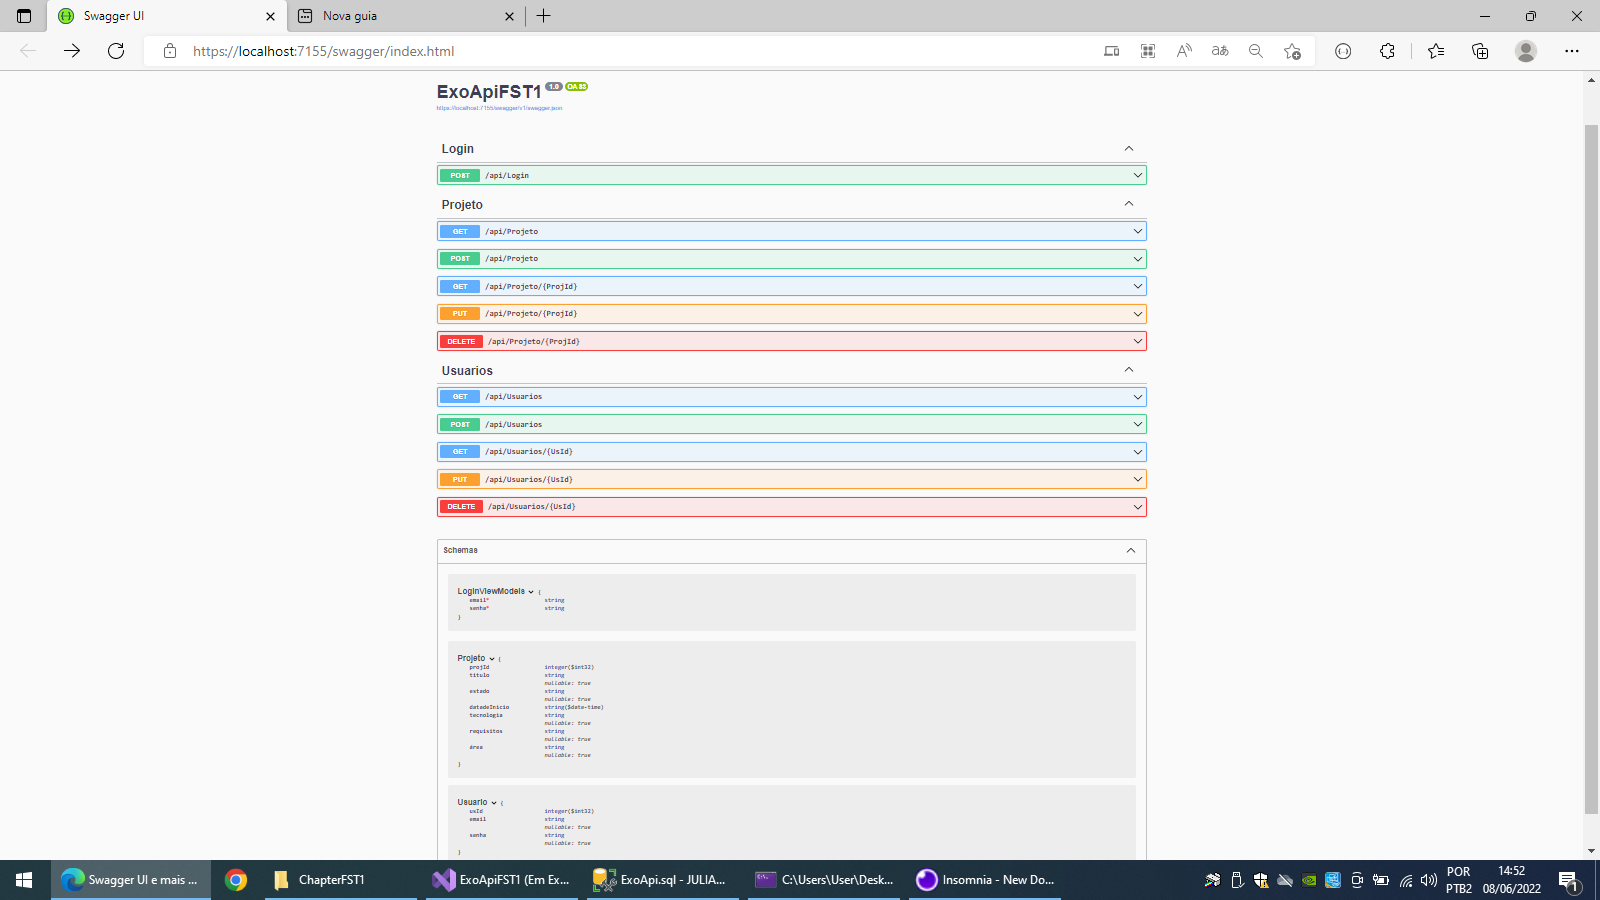 Swagger UI
Nova guia
https://localhost:7155/swagger/index.html
ExoApiFST1 1.0 OA S3
https://localhost:7155/swagger/v1/swagger.json
Login
POST /api/Login
Projeto
GET /api/Projeto
POST /api/Projeto
GET /api/Projeto/{ProjId}
PUT /api/Projeto/{ProjId}
DELETE /api/Projeto/{ProjId}
Usuarios
GET /api/Usuarios
POST /api/Usuarios
GET /api/Usuarios/{UsId}
PUT /api/Usuarios/{UsId}
DELETE /api/Usuarios/{UsId}
Schemas
LoginViewModels {
email* string
senha* string
}
Projeto {
projId integer($int32)
titulo string
nullable: true
estado string
nullable: true
datadeInicio string($date-time)
tecnologia string
nullable: true
requisitos string
nullable: true
área string
nullable: true
}
Usuario {
usId integer($int32)
email string
nullable: true
senha string
nullable: true
}
Swagger UI e mais ...
ChapterFST1
ExoApiFST1 (Em Ex...
ExoApi.sql - JULIA...
C:\Users\User\Desk...
Insomnia - New Do...
POR
PTB2
14:52
08/06/2022
1